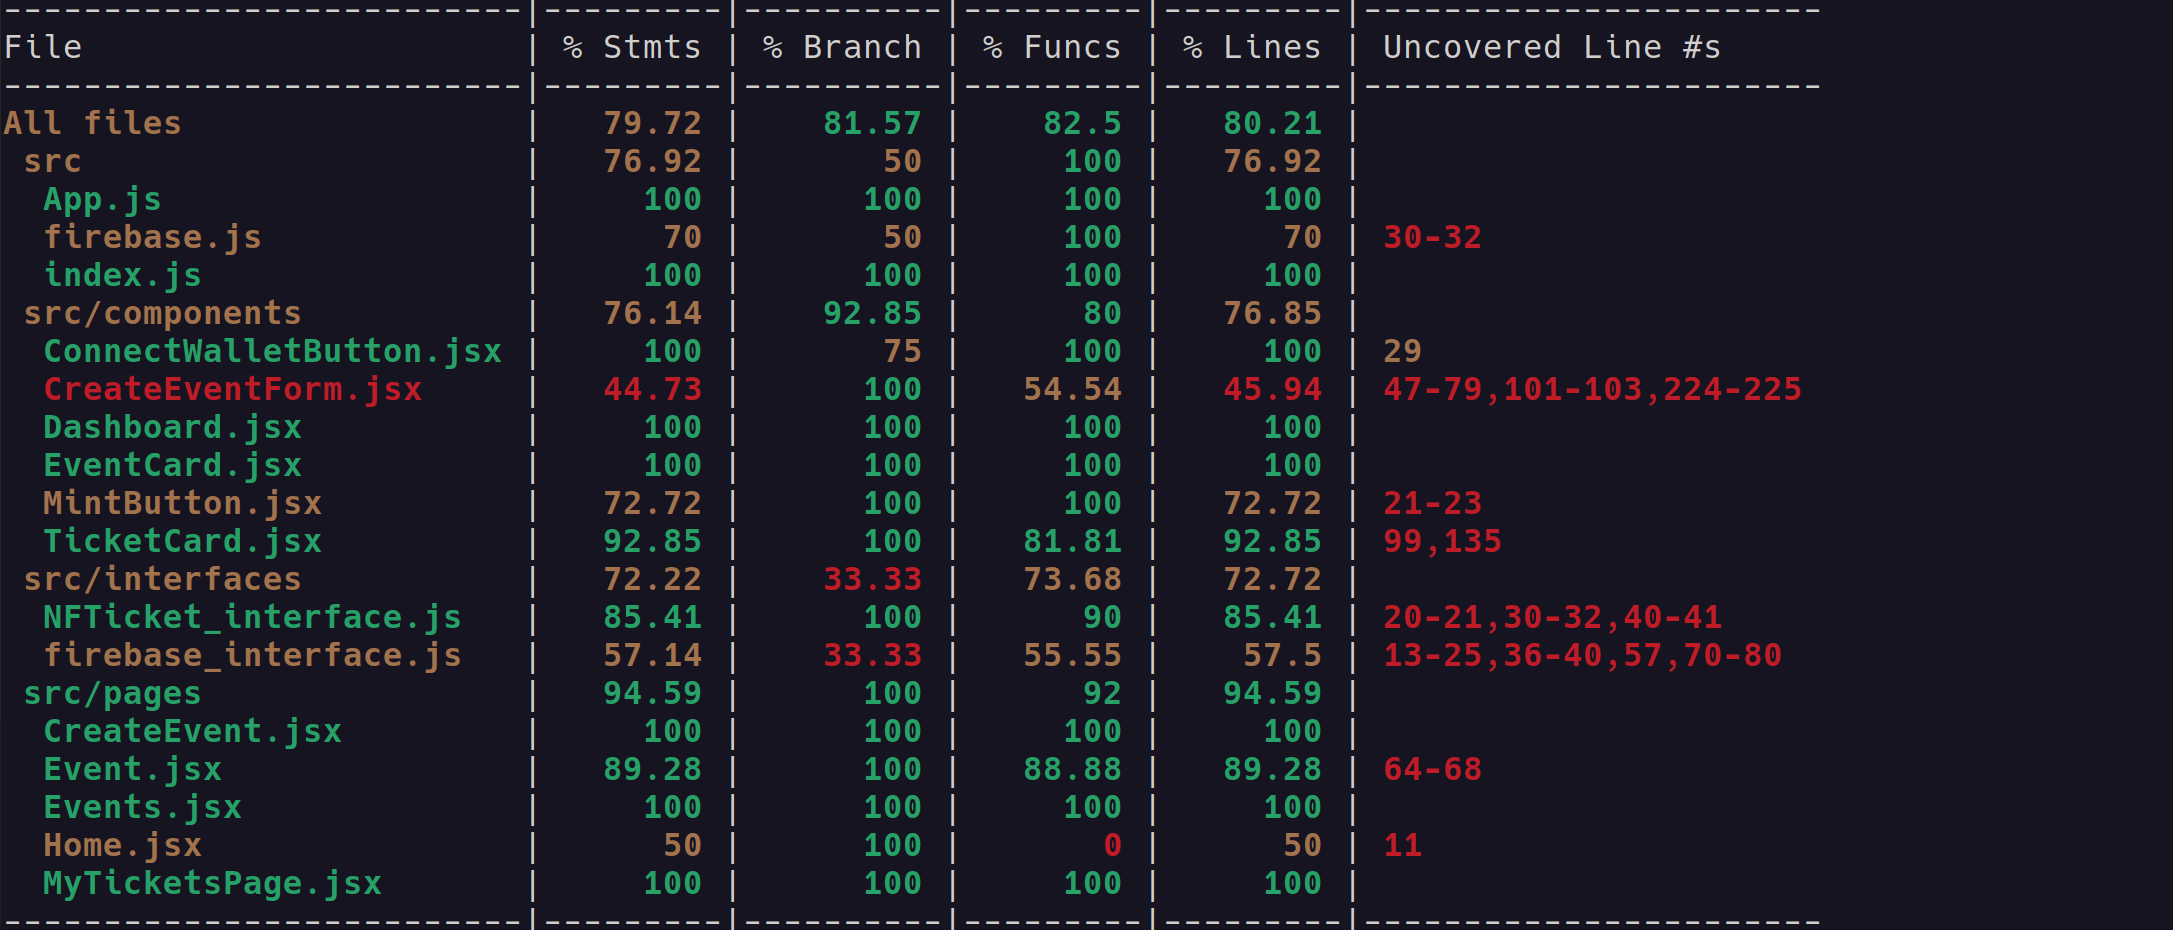 --------------------------|---------|----------|---------|---------|-----------------------
File                      | % Stmts | % Branch | % Funcs | % Lines | Uncovered Line #s
--------------------------|---------|----------|---------|---------|-----------------------
All files                 |   79.72 |    81.57 |    82.5 |   80.21 |
 src                      |   76.92 |       50 |     100 |   76.92 |
  App.js                  |     100 |      100 |     100 |     100 |
  firebase.js             |      70 |       50 |     100 |      70 | 30-32
  index.js                |     100 |      100 |     100 |     100 |
 src/components           |   76.14 |    92.85 |      80 |   76.85 |
  ConnectWalletButton.jsx |     100 |       75 |     100 |     100 | 29
  CreateEventForm.jsx     |   44.73 |      100 |   54.54 |   45.94 | 47-79,101-103,224-225
  Dashboard.jsx           |     100 |      100 |     100 |     100 |
  EventCard.jsx           |     100 |      100 |     100 |     100 |
  MintButton.jsx          |   72.72 |      100 |     100 |   72.72 | 21-23
  TicketCard.jsx          |   92.85 |      100 |   81.81 |   92.85 | 99,135
 src/interfaces           |   72.22 |    33.33 |   73.68 |   72.72 |
  NFTicket_interface.js   |   85.41 |      100 |      90 |   85.41 | 20-21,30-32,40-41
  firebase_interface.js   |   57.14 |    33.33 |   55.55 |    57.5 | 13-25,36-40,57,70-80
 src/pages                |   94.59 |      100 |      92 |   94.59 |
  CreateEvent.jsx         |     100 |      100 |     100 |     100 |
  Event.jsx               |   89.28 |      100 |   88.88 |   89.28 | 64-68
  Events.jsx              |     100 |      100 |     100 |     100 |
  Home.jsx                |      50 |      100 |       0 |      50 | 11
  MyTicketsPage.jsx       |     100 |      100 |     100 |     100 |
--------------------------|---------|----------|---------|---------|-----------------------